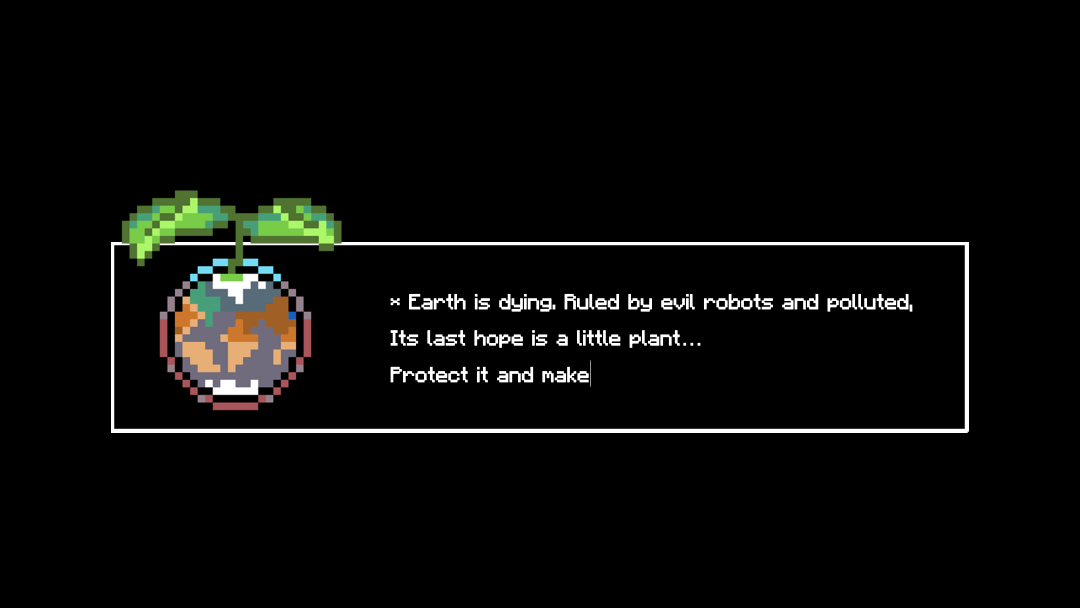 * Earth is dying. Ruled by evil robots and polluted,
Its last hope is a little plant...
Protect it and make